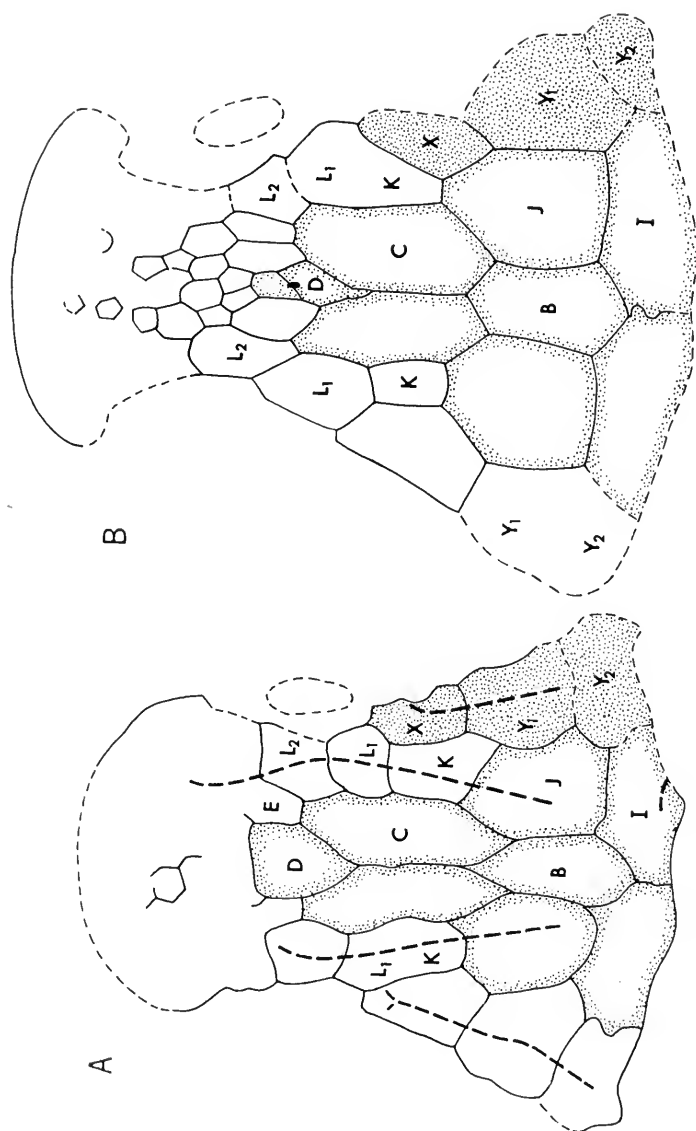 A
D E L₂
L₁ L₁
C X
K K
B J Y₁
I Y₂
B
L₂ L₂
D
L₁ L₁
K C K X
Y₁ B J Y₁
Y₂ I Y₂